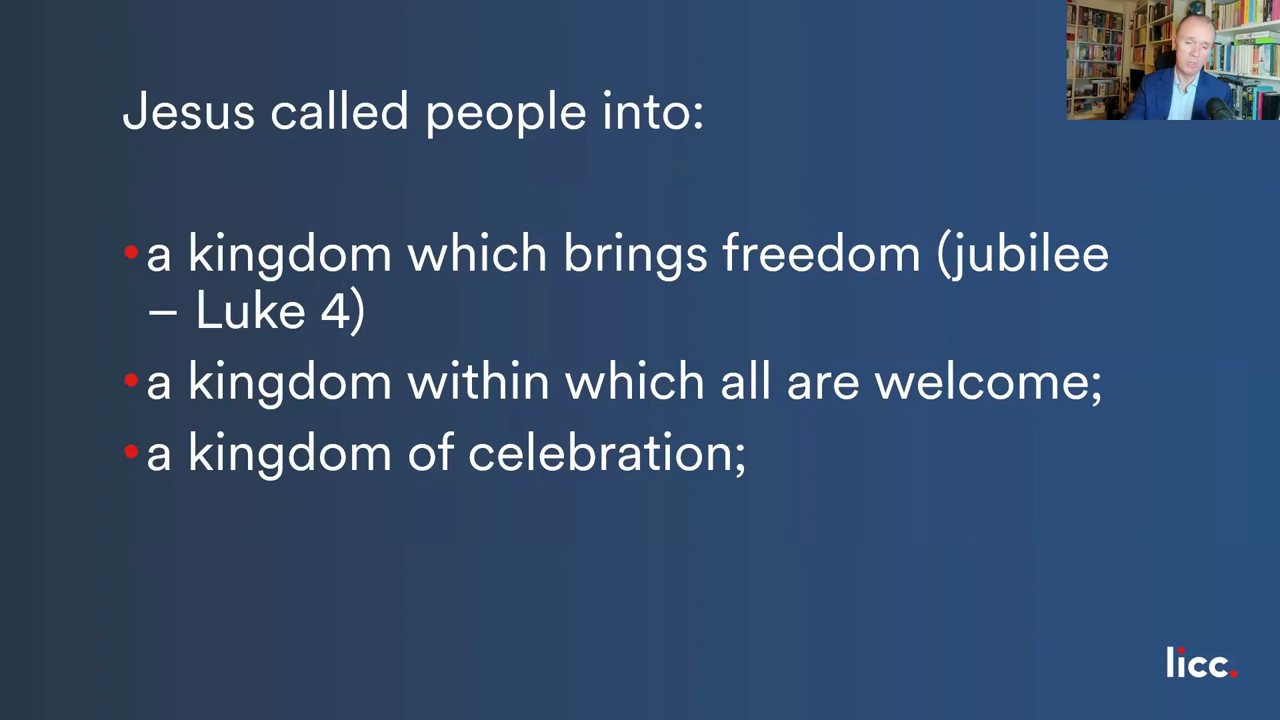 Jesus called people into:
•a kingdom which brings freedom (jubilee
– Luke 4)
•a kingdom within which all are welcome;
•a kingdom of celebration;
licc.